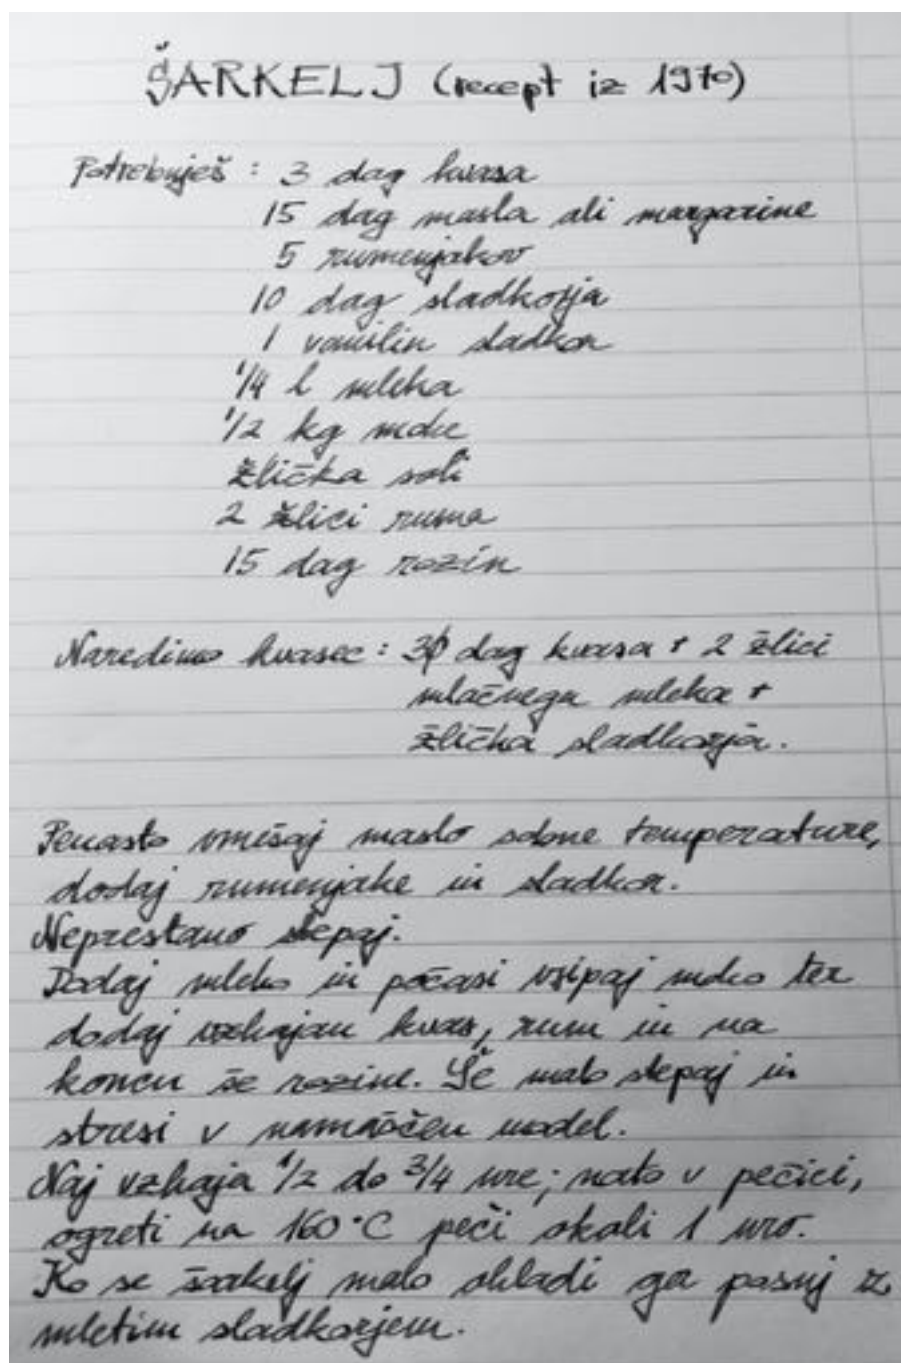 ŠARKELJ (recept iz 1970)
Potrebuješ: 3 dag kvasa
15 dag masla ali margarine
5 rumenjakov
10 dag sladkorja
1 vanilin sladkor
1/4 l mleka
1/2 kg moke
žlička soli
2 žlici ruma
15 dag rozin
Naredimo kvasec: 3 dag kvasa + 2 žlici
mlačnega mleka +
žlička sladkorja.
Penasto vmešaj maslo sobne temperature,
dodaj rumenjake in sladkor.
Neprestano stepaj.
Dodaj mleko in počasi vsipaj moko ter
dodaj vzhajan kvas, rum in na
koncu še rozine. Še malo stepaj in
stresi v namaščen model.
Naj vzhaja 1/2 do 3/4 ure; nato v pečici,
ogreti na 160°C peči okoli 1 uro.
Ko se šarkelj malo ohladi ga posuj z
mletim sladkorjem.